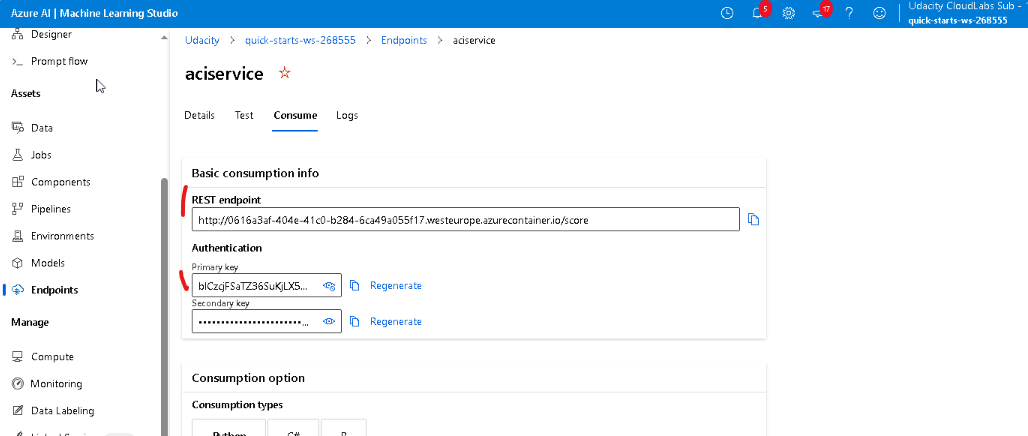 Azure AI | Machine Learning Studio
5
17
Udacity CloudLabs Sub -
quick-starts-ws-268555
Designer
Prompt flow
Assets
Data
Jobs
Components
Pipelines
Environments
Models
Endpoints
Manage
Compute
Monitoring
Data Labeling
Udacity > quick-starts-ws-268555 > Endpoints > aciservice
aciservice
Details Test Consume Logs
Basic consumption info
REST endpoint
http://0616a3af-404e-41c0-b284-6ca49a055f17.westeurope.azurecontainer.io/score
Authentication
Primary key
Regenerate
Secondary key
••••••••••••••••••••••• ...
Regenerate
Consumption option
Consumption types
Python C# R